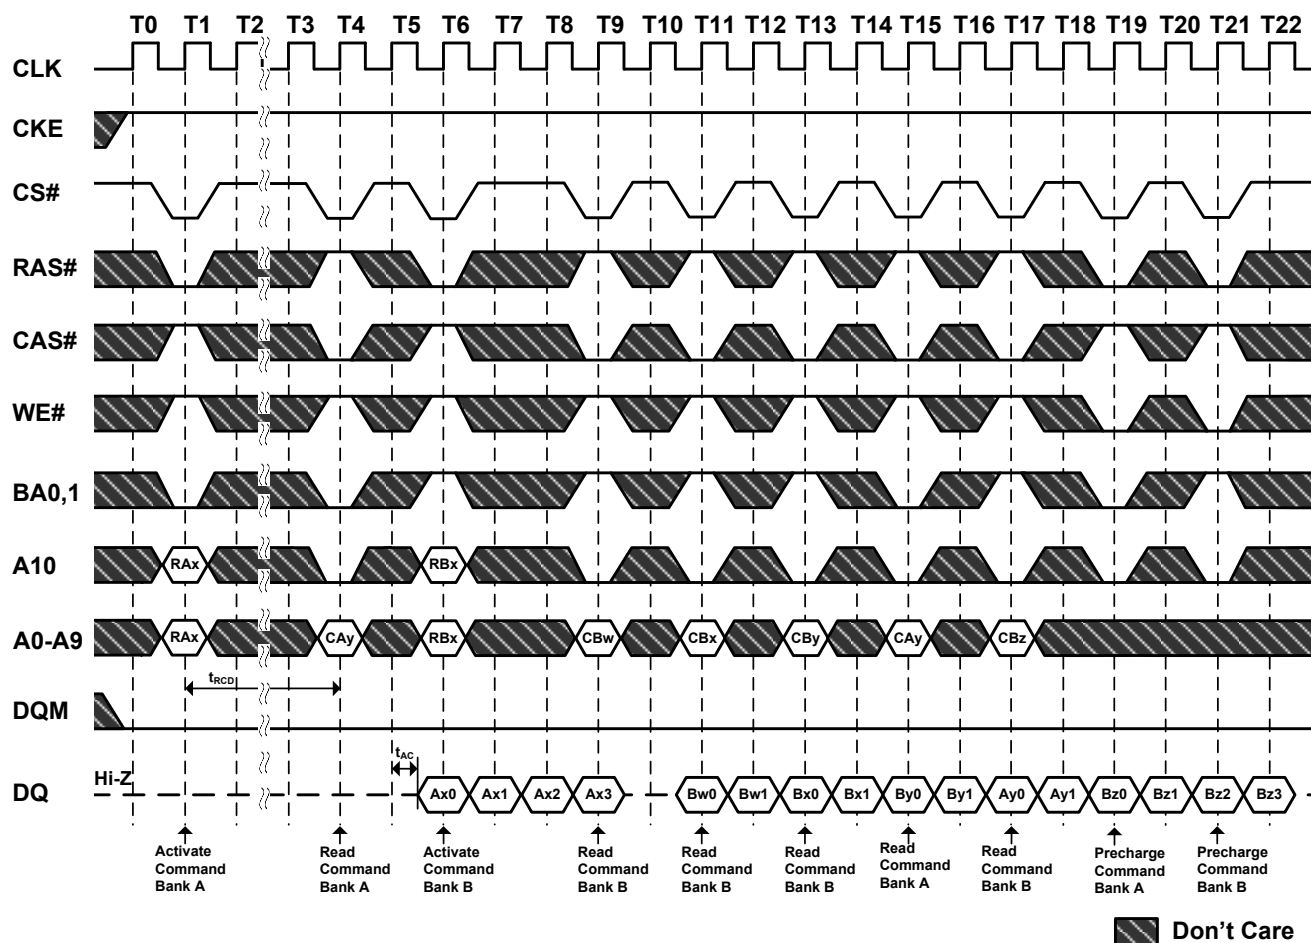 T0 T1 T2 T3 T4 T5 T6 T7 T8 T9 T10 T11 T12 T13 T14 T15 T16 T17 T18 T19 T20 T21 T22
CLK
CKE
CS#
RAS#
CAS#
WE#
BA0,1
A10 RAx RBx
A0-A9 RAx CAy RBx CBw CBx CBy CAy CBz
tRCD
DQM
tAC
Hi-Z
DQ Ax0 Ax1 Ax2 Ax3 Bw0 Bw1 Bx0 Bx1 By0 By1 Ay0 Ay1 Bz0 Bz1 Bz2 Bz3
Activate
Command
Bank A
Read
Command
Bank A
Activate
Command
Bank B
Read
Command
Bank B
Read
Command
Bank B
Read
Command
Bank B
Read
Command
Bank A
Read
Command
Bank B
Precharge
Command
Bank A
Precharge
Command
Bank B
Don't Care